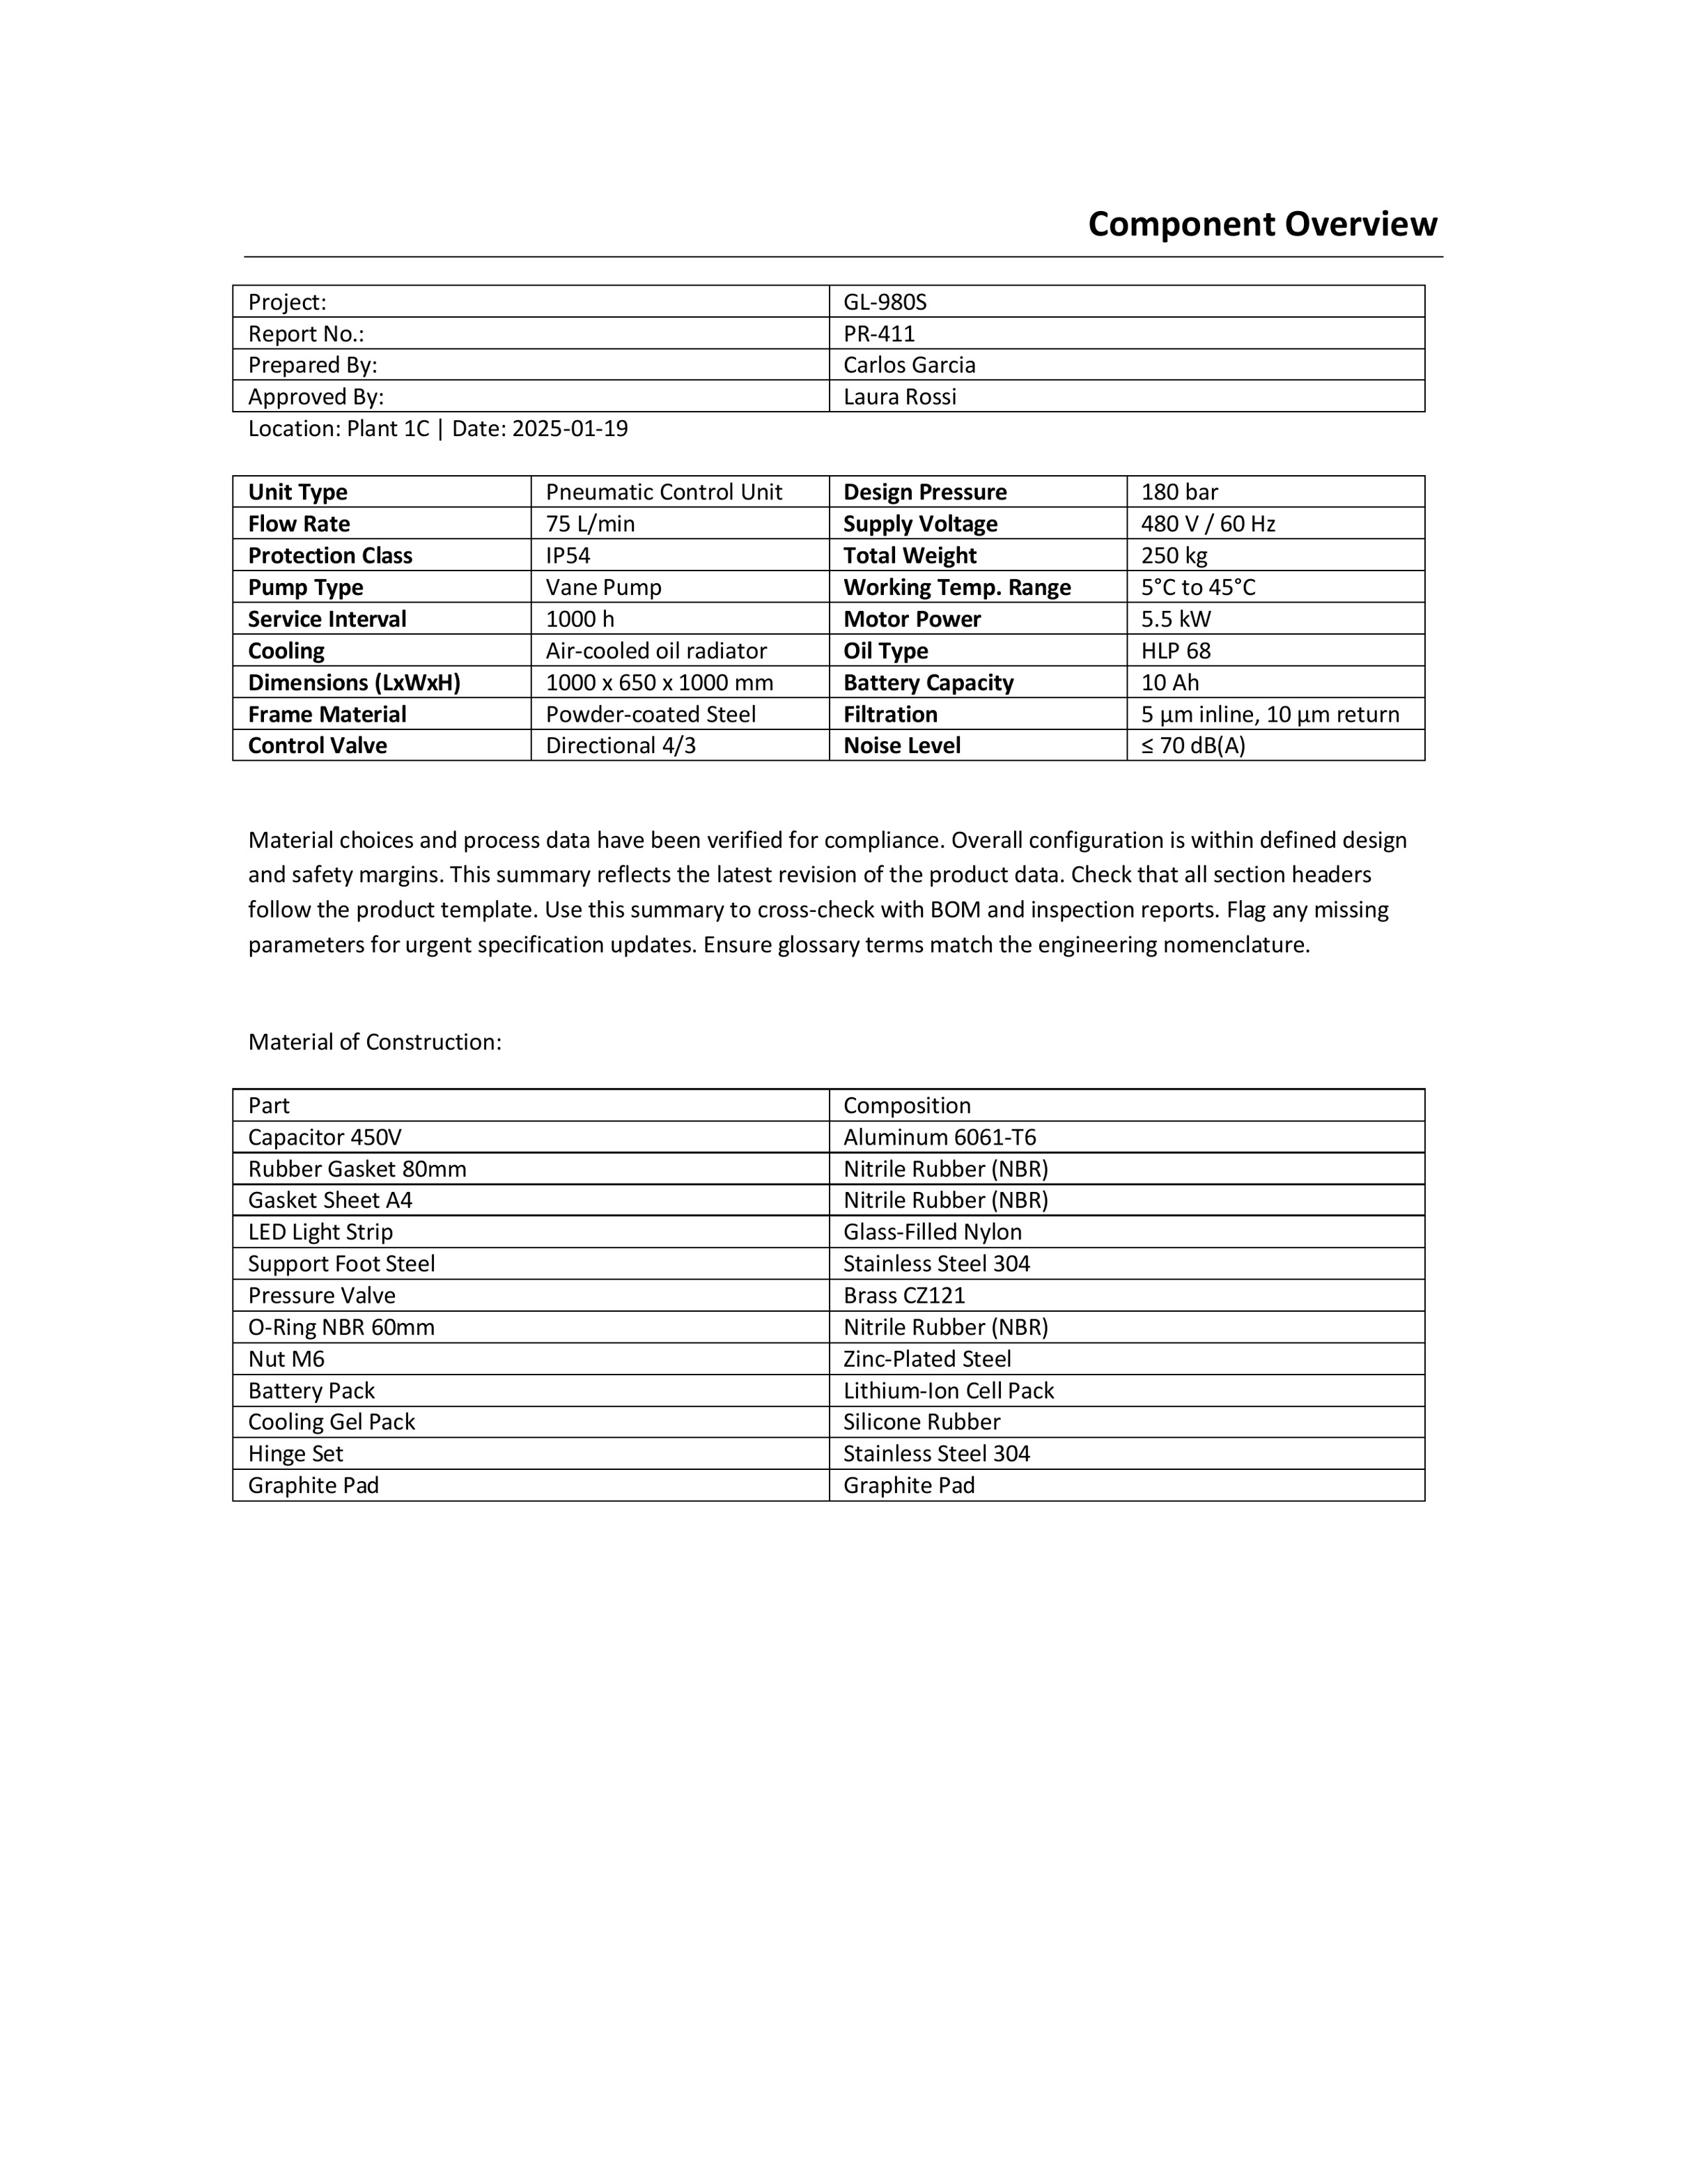 Component Overview
Project: GL-980S
Report No.: PR-411
Prepared By: Carlos Garcia
Approved By: Laura Rossi
Location: Plant 1C | Date: 2025-01-19
Unit Type Pneumatic Control Unit Design Pressure 180 bar
Flow Rate 75 L/min Supply Voltage 480 V / 60 Hz
Protection Class IP54 Total Weight 250 kg
Pump Type Vane Pump Working Temp. Range 5°C to 45°C
Service Interval 1000 h Motor Power 5.5 kW
Cooling Air-cooled oil radiator Oil Type HLP 68
Dimensions (LxWxH) 1000 x 650 x 1000 mm Battery Capacity 10 Ah
Frame Material Powder-coated Steel Filtration 5 µm inline, 10 µm return
Control Valve Directional 4/3 Noise Level ≤ 70 dB(A)
Material choices and process data have been verified for compliance. Overall configuration is within defined design
and safety margins. This summary reflects the latest revision of the product data. Check that all section headers
follow the product template. Use this summary to cross-check with BOM and inspection reports. Flag any missing
parameters for urgent specification updates. Ensure glossary terms match the engineering nomenclature.
Material of Construction:
Part Composition
Capacitor 450V Aluminum 6061-T6
Rubber Gasket 80mm Nitrile Rubber (NBR)
Gasket Sheet A4 Nitrile Rubber (NBR)
LED Light Strip Glass-Filled Nylon
Support Foot Steel Stainless Steel 304
Pressure Valve Brass CZ121
O-Ring NBR 60mm Nitrile Rubber (NBR)
Nut M6 Zinc-Plated Steel
Battery Pack Lithium-Ion Cell Pack
Cooling Gel Pack Silicone Rubber
Hinge Set Stainless Steel 304
Graphite Pad Graphite Pad